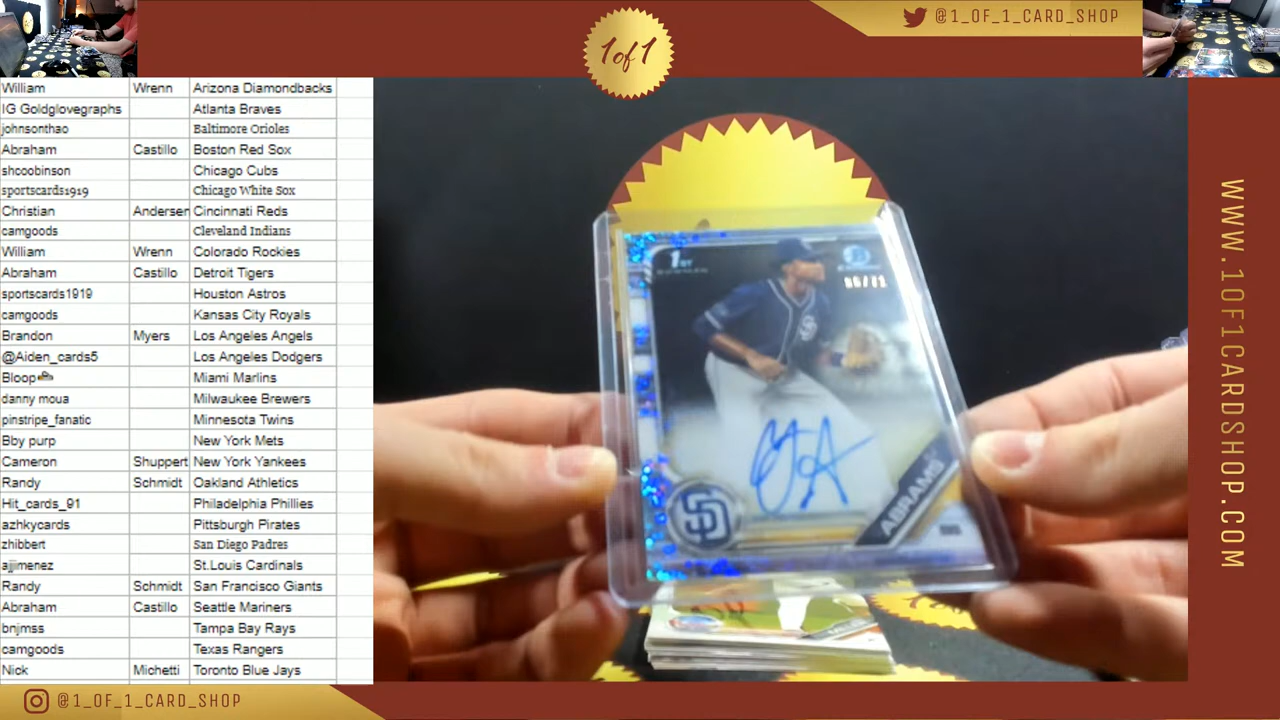 1of1
@1_OF_1_CARD_SHOP
William Wrenn Arizona Diamondbacks
IG Goldglovegraphs Atlanta Braves
johnsonthao Baltimore Orioles
Abraham Castillo Boston Red Sox
shcoobinson Chicago Cubs
sportscards1919 Chicago White Sox
Christian Andersen Cincinnati Reds
camgoods Cleveland Indians
William Wrenn Colorado Rockies
Abraham Castillo Detroit Tigers
sportscards1919 Houston Astros
camgoods Kansas City Royals
Brandon Myers Los Angeles Angels
@Aiden_cards5 Los Angeles Dodgers
Bloop Miami Marlins
danny moua Milwaukee Brewers
pinstripe_fanatic Minnesota Twins
Bby purp New York Mets
Cameron Shuppert New York Yankees
Randy Schmidt Oakland Athletics
Hit_cards_91 Philadelphia Phillies
azhkycards Pittsburgh Pirates
zhibbert San Diego Padres
ajjimenez St.Louis Cardinals
Randy Schmidt San Francisco Giants
Abraham Castillo Seattle Mariners
bnjmss Tampa Bay Rays
camgoods Texas Rangers
Nick Michetti Toronto Blue Jays
1ST
BOWMAN
SD
ABRAMS
WWW.1OF1CARDSHOP.COM
@1_OF_1_CARD_SHOP